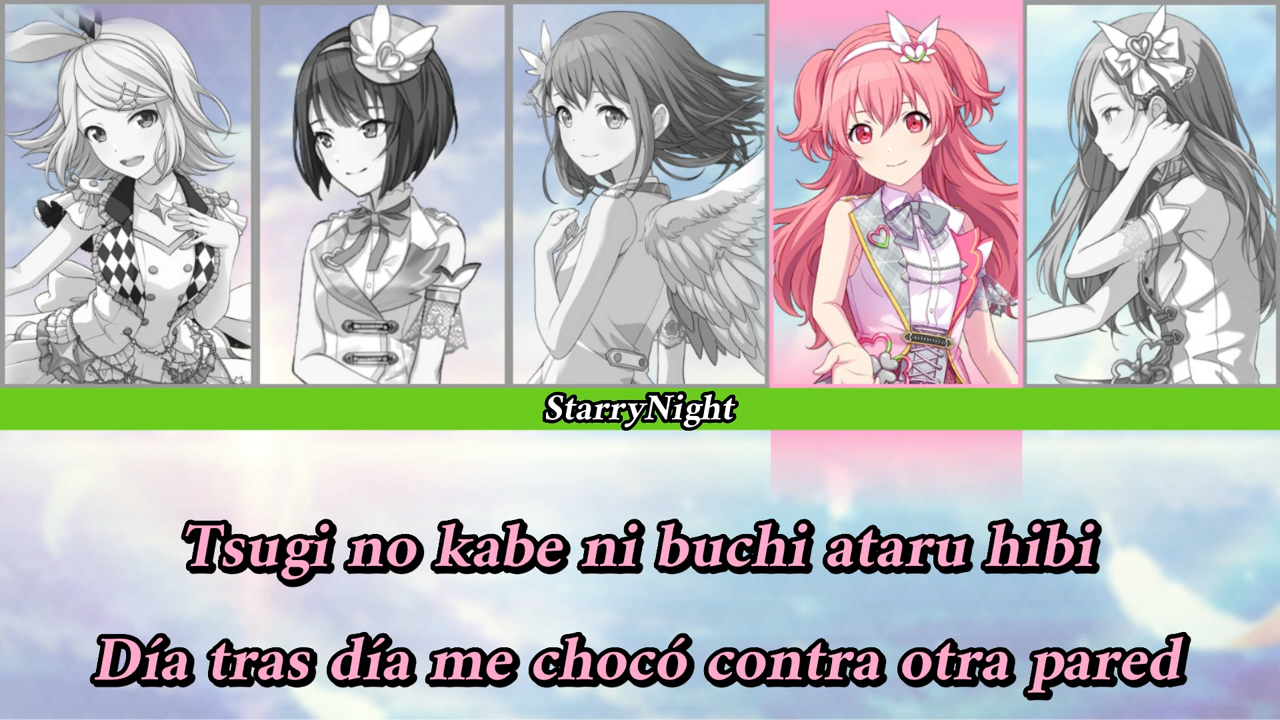 StarryNight
Tsugi no kabe ni buchi ataru hibi
Día tras día me chocó contra otra pared